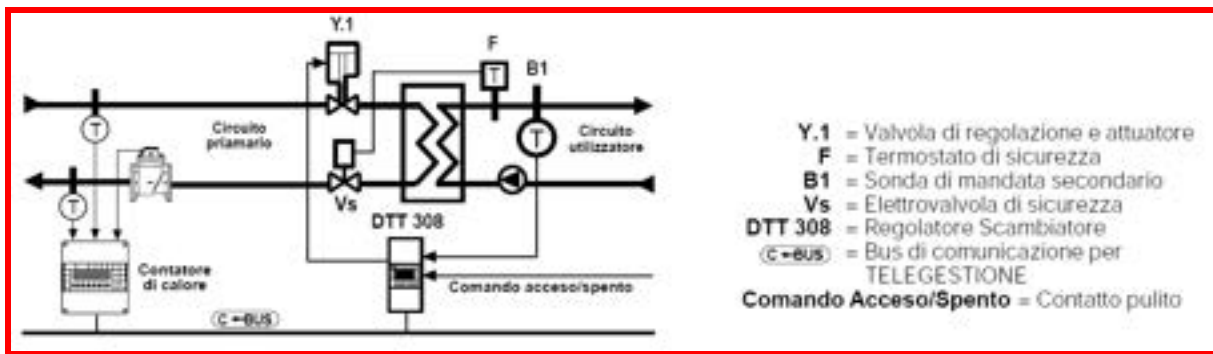 Y.1
F
B1
T
T
T
Circuito
priamario
Circuito
utilizzatore
T
Vs
DTT 308
Contatore
di calore
Comando acceso/spento
C-BUS
Y.1 = Valvola di regolazione e attuatore
F = Termostato di sicurezza
B1 = Sonda di mandata secondario
Vs = Elettrovalvola di sicurezza
DTT 308 = Regolatore Scambiatore
C-BUS = Bus di comunicazione per
TELEGESTIONE
Comando Acceso/Spento = Contatto pulito